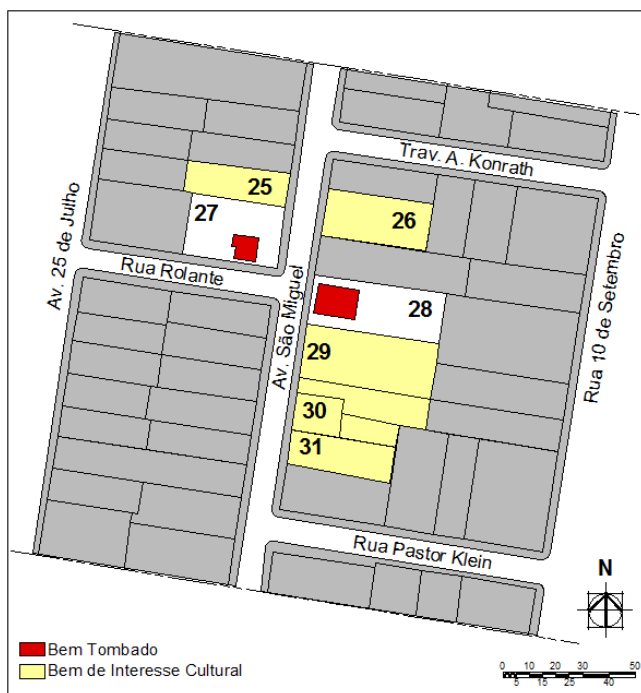 Trav. A. Konrath
25
26
27
Av. 25 de Julho
Rua Rolante
Av. São Miguel
28
Rua 10 de Setembro
29
30
31
Rua Pastor Klein
N
Bem Tombado
Bem de Interesse Cultural
0 10 20 30 50
5 15 40